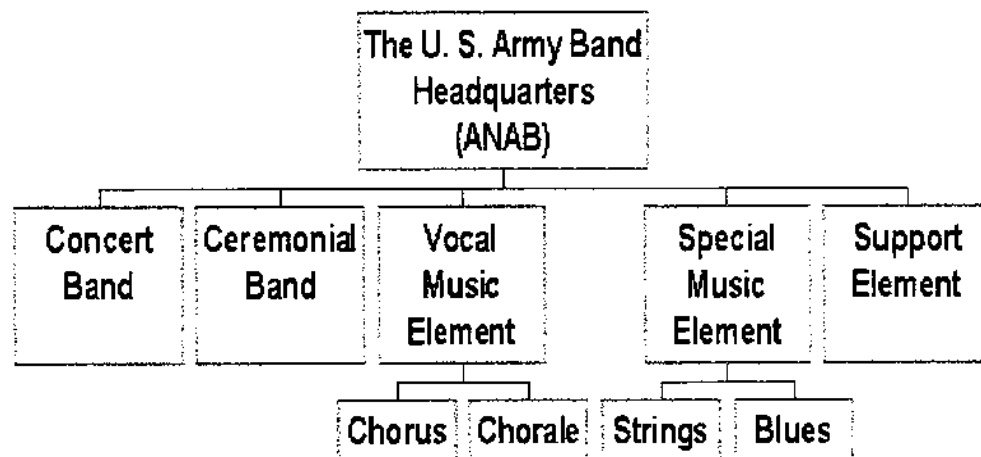 The U. S. Army Band
Headquarters
(ANAB)
Concert
Band
Ceremonial
Band
Vocal
Music
Element
Special
Music
Element
Support
Element
Chorus
Chorale
Strings
Blues